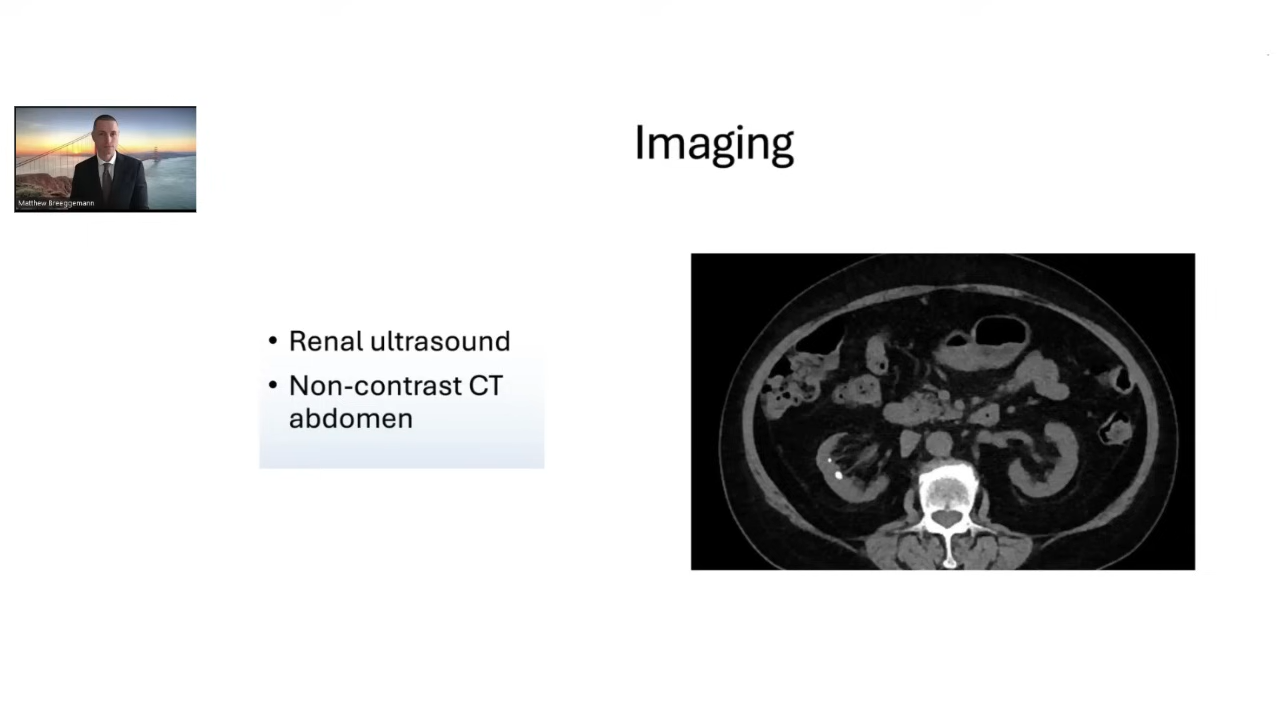 Imaging
Matthew Breeggemann
• Renal ultrasound
• Non-contrast CT
abdomen